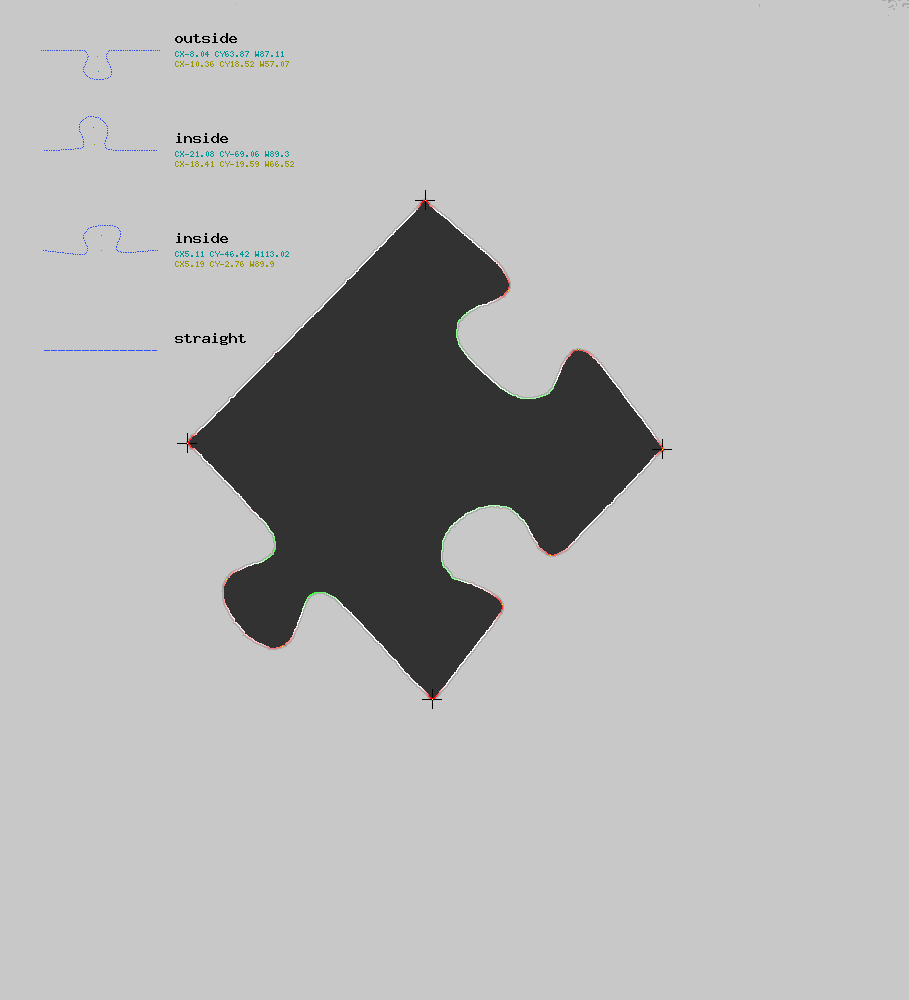 outside
CX-8.04 CY63.87 W87.11
CX-10.36 CY18.52 W57.07
inside
CX-21.08 CY-69.06 W89.3
CX-18.41 CY-19.59 W66.52
inside
CX5.11 CY-46.42 W113.02
CX5.19 CY-2.76 W89.9
straight